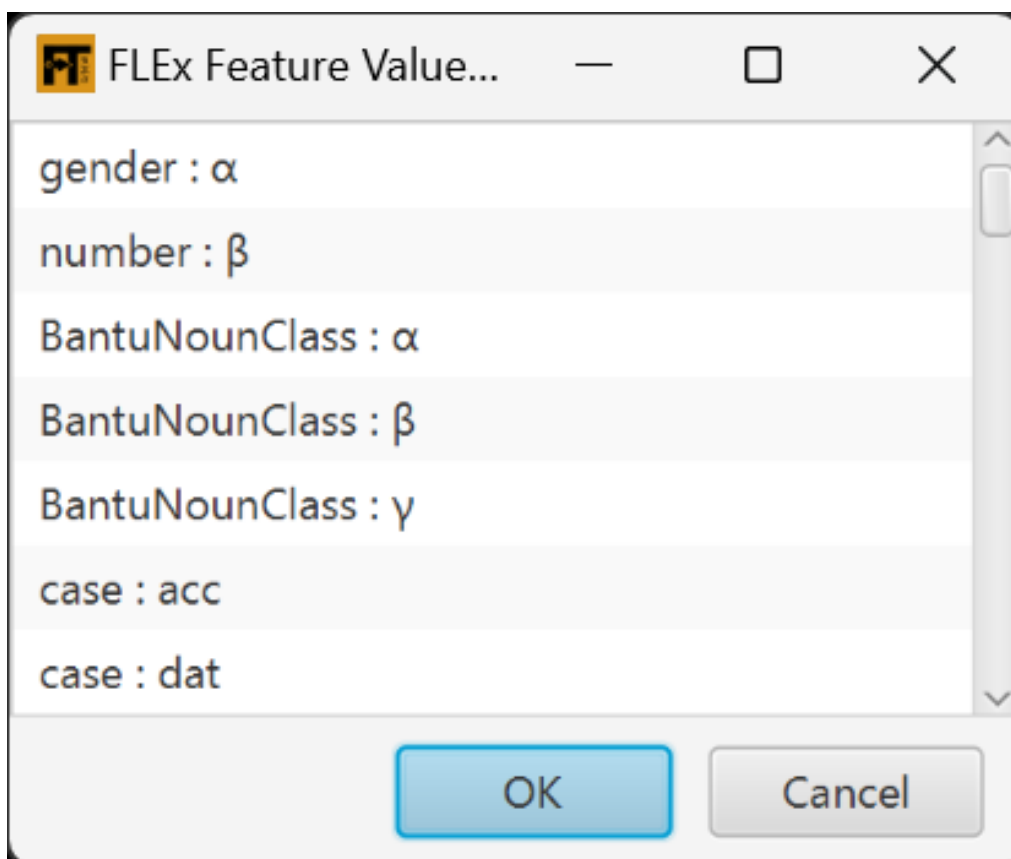 FLEx Feature Value...
gender : α
number : β
BantuNounClass : α
BantuNounClass : β
BantuNounClass : γ
case : acc
case : dat
OK
Cancel